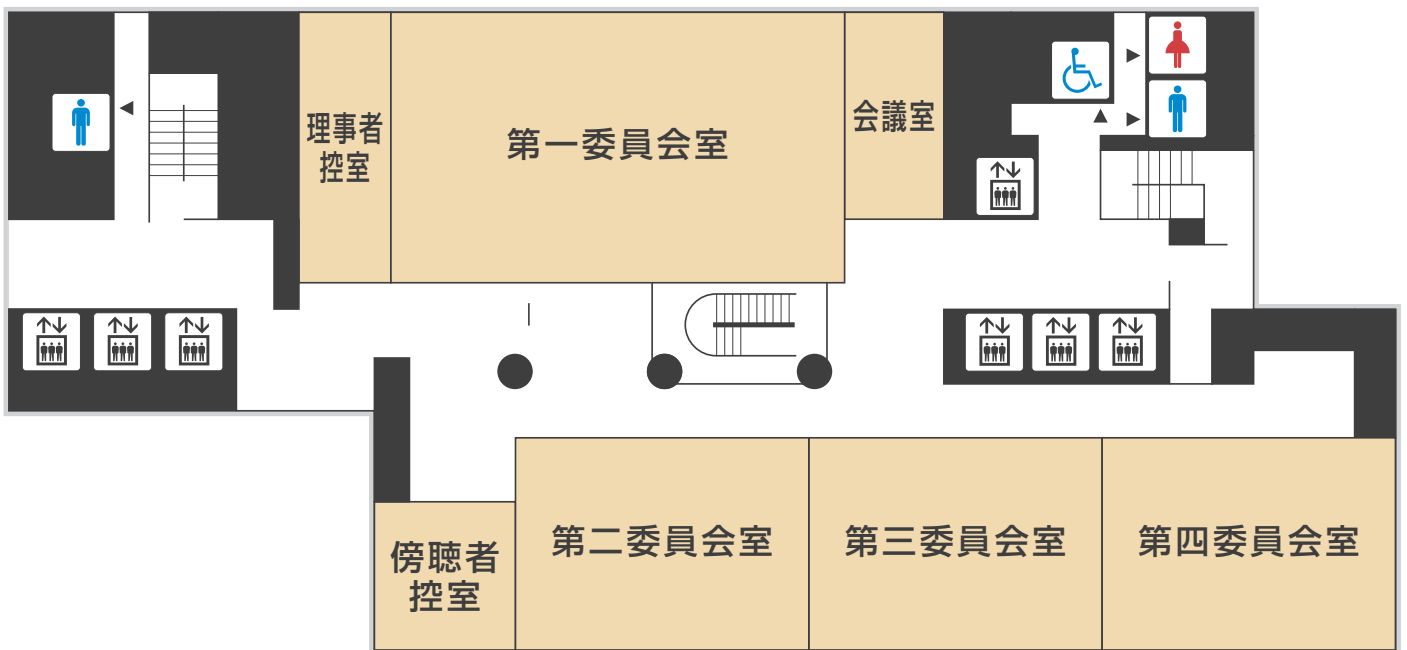 理事者
控室
第一委員会室
会議室
傍聴者
控室
第二委員会室
第三委員会室
第四委員会室